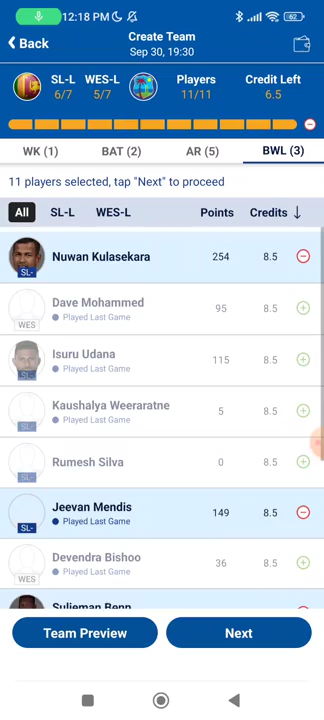 12:18 PM
62
Back
Create Team
Sep 30, 19:30
SL-L
6/7
WES-L
5/7
Players
11/11
Credit Left
6.5
WK (1)
BAT (2)
AR (5)
BWL (3)
11 players selected, tap "Next" to proceed
All SL-L WES-L Points Credits ↓
Nuwan Kulasekara 254 8.5
SL-
Dave Mohammed 95 8.5
Played Last Game
WES
Isuru Udana 115 8.5
Played Last Game
SL-
Kaushalya Weeraratne 5 8.5
Played Last Game
SL-
Rumesh Silva 0 8.5
SL-
Jeevan Mendis 149 8.5
Played Last Game
SL-
Devendra Bishoo 36 8.5
Played Last Game
WES
Sulieman Benn
Team Preview
Next